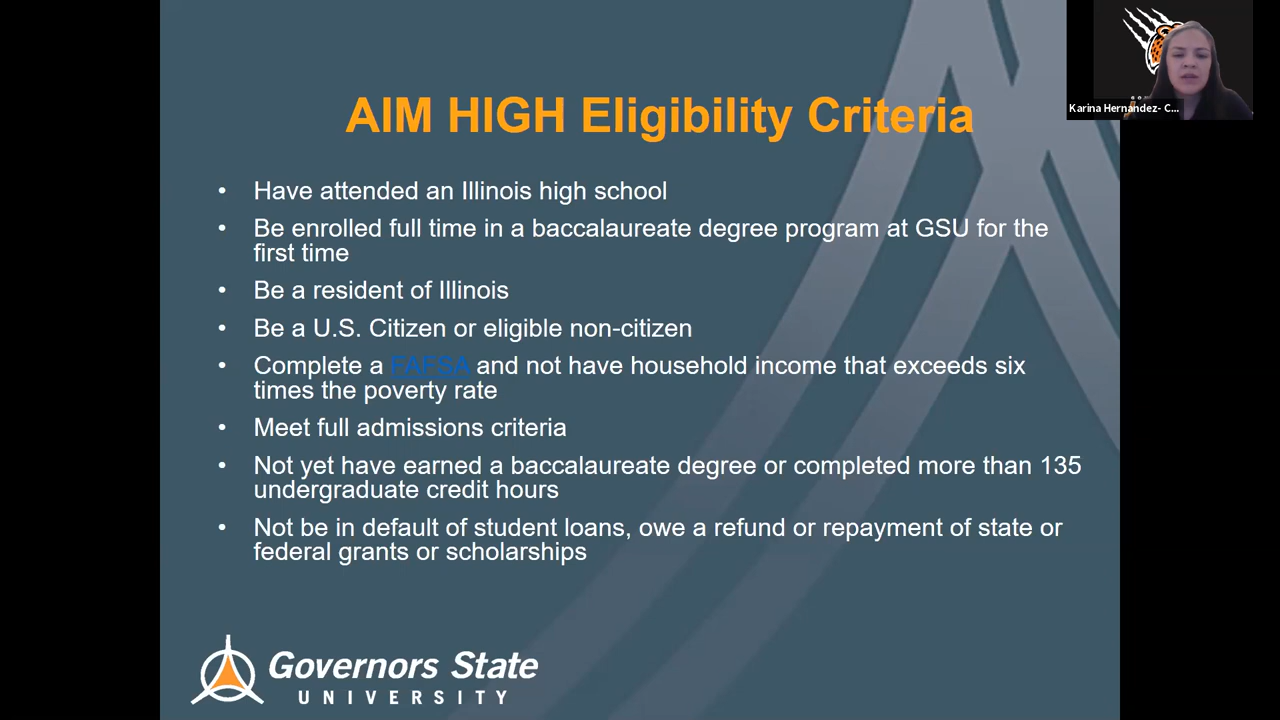 AIM HIGH Eligibility Criteria
Karina Hernandez- C...
• Have attended an Illinois high school
• Be enrolled full time in a baccalaureate degree program at GSU for the
first time
• Be a resident of Illinois
• Be a U.S. Citizen or eligible non-citizen
• Complete a FAFSA and not have household income that exceeds six
times the poverty rate
• Meet full admissions criteria
• Not yet have earned a baccalaureate degree or completed more than 135
undergraduate credit hours
• Not be in default of student loans, owe a refund or repayment of state or
federal grants or scholarships
Governors State
UNIVERSITY